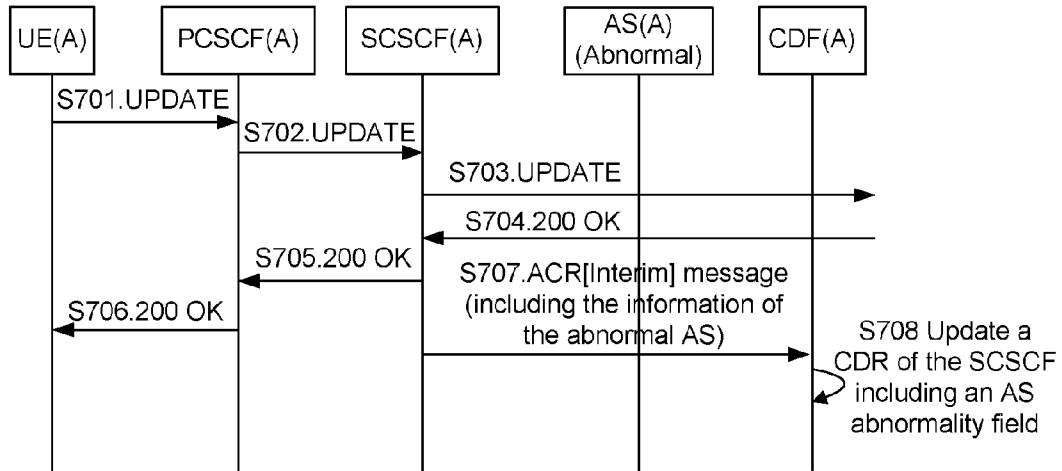 UE(A)
PCSCF(A)
SCSCF(A)
AS(A)
(Abnormal)
CDF(A)
S701.UPDATE
S702.UPDATE
S703.UPDATE
S704.200 OK
S705.200 OK
S706.200 OK
S707.ACR[Interim] message
(including the information of
the abnormal AS)
S708 Update a
CDR of the SCSCF
including an AS
abnormality field